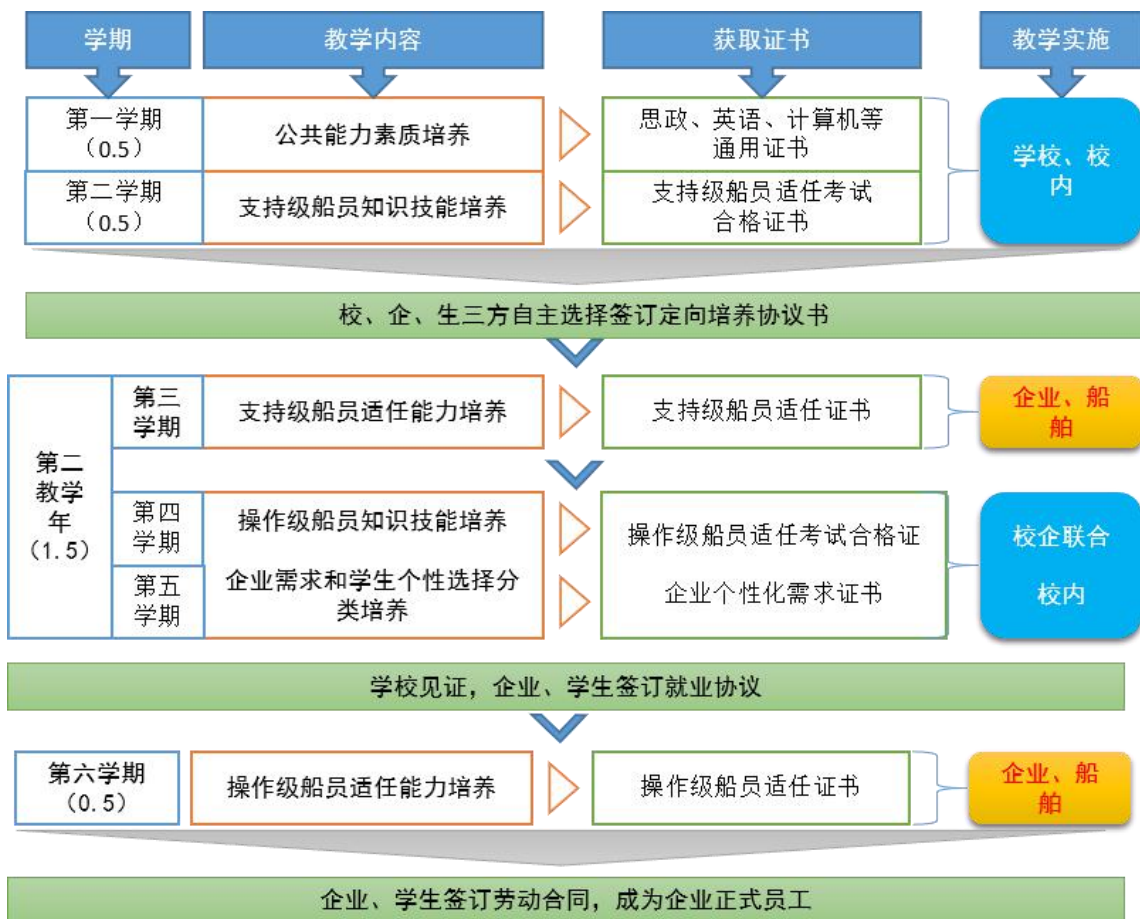 学期
教学内容
获取证书
教学实施
第一学期
（0.5）
公共能力素质培养
思政、英语、计算机等
通用证书
学校、校
内
第二学期
（0.5）
支持级船员知识技能培养
支持级船员适任考试
合格证书
校、企、生三方自主选择签订定向培养协议书
第二
教学
年
（1.5）
第三
学期
支持级船员适任能力培养
支持级船员适任证书
企业、船
舶
第四
学期
操作级船员知识技能培养
操作级船员适任考试合格证
校企联合
校内
第五
学期
企业需求和学生个性选择分
类培养
企业个性化需求证书
学校见证，企业、学生签订就业协议
第六学期
（0.5）
操作级船员适任能力培养
操作级船员适任证书
企业、船
舶
企业、学生签订劳动合同，成为企业正式员工